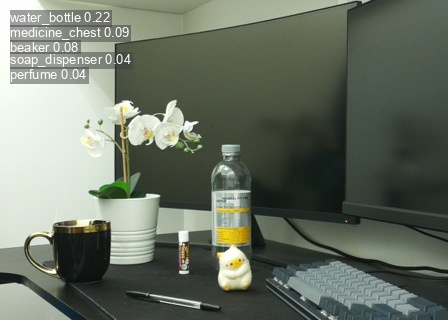 water_bottle 0.22
medicine_chest 0.09
beaker 0.08
soap_dispenser 0.04
perfume 0.04